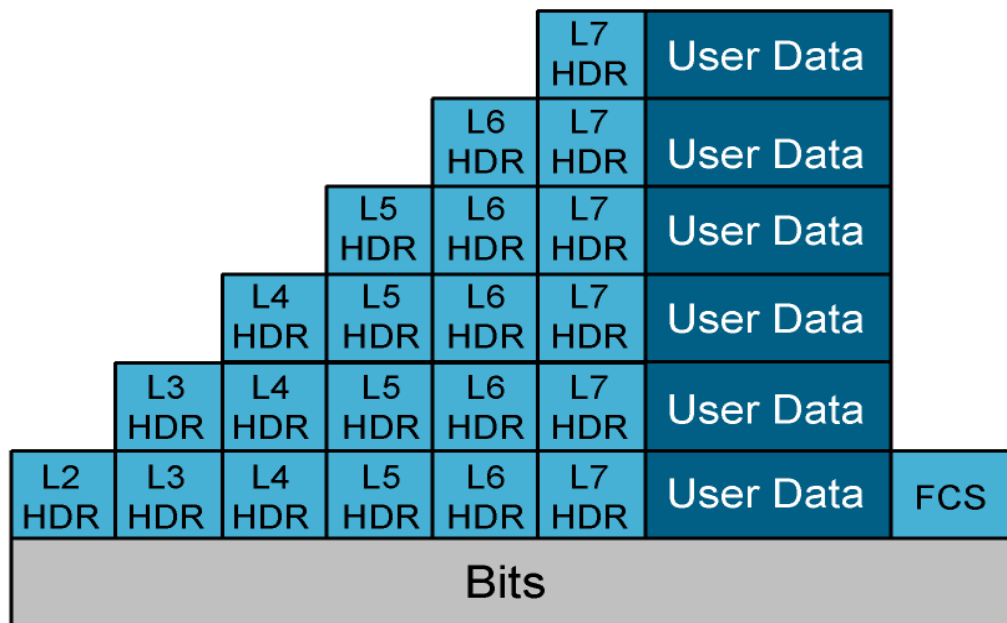 L7 HDR User Data
L6 HDR L7 HDR User Data
L5 HDR L6 HDR L7 HDR User Data
L4 HDR L5 HDR L6 HDR L7 HDR User Data
L3 HDR L4 HDR L5 HDR L6 HDR L7 HDR User Data
L2 HDR L3 HDR L4 HDR L5 HDR L6 HDR L7 HDR User Data FCS
Bits